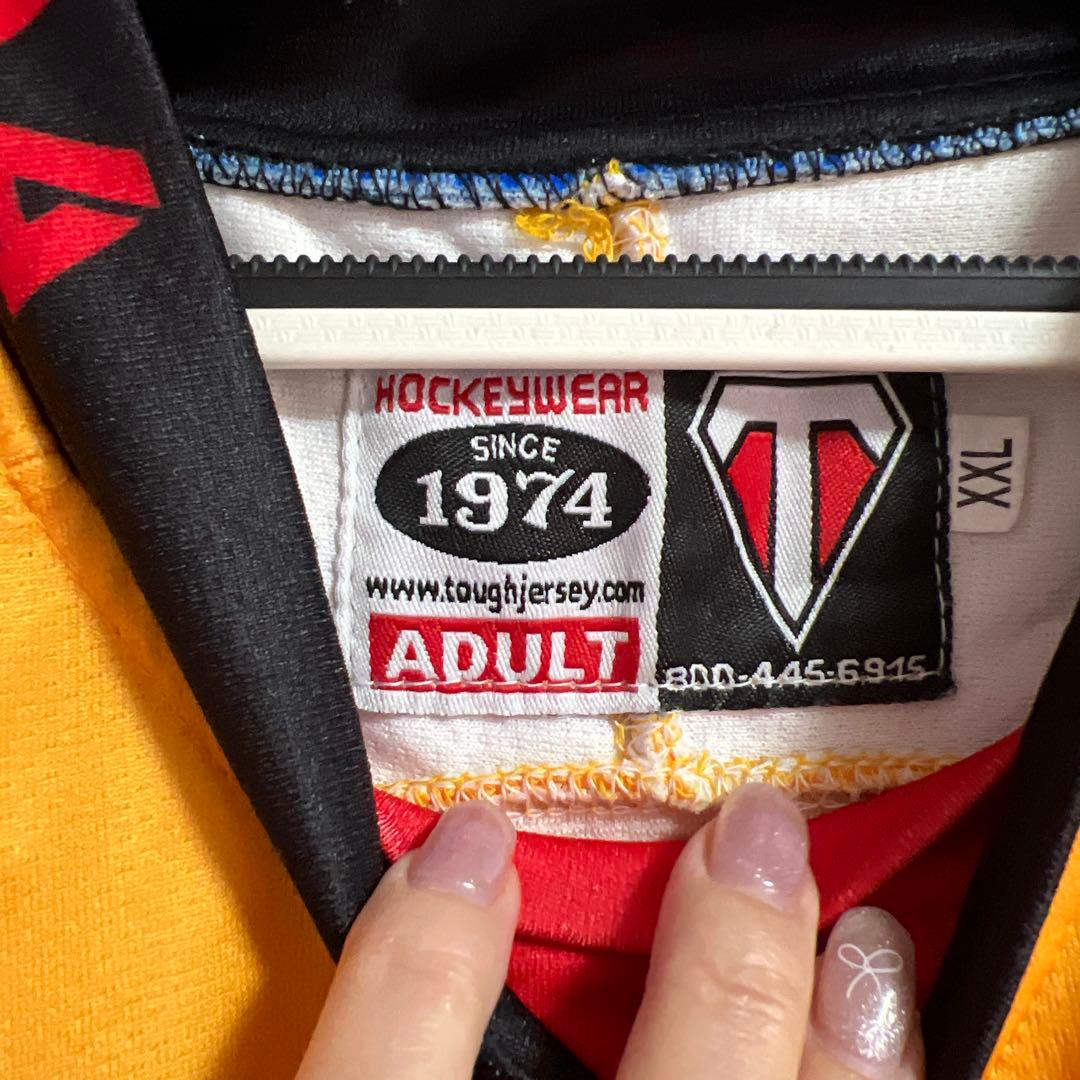 HOCKEYWEAR
SINCE
1974
www.toughjersey.com
ADULT
T
800-445-6915
XXL